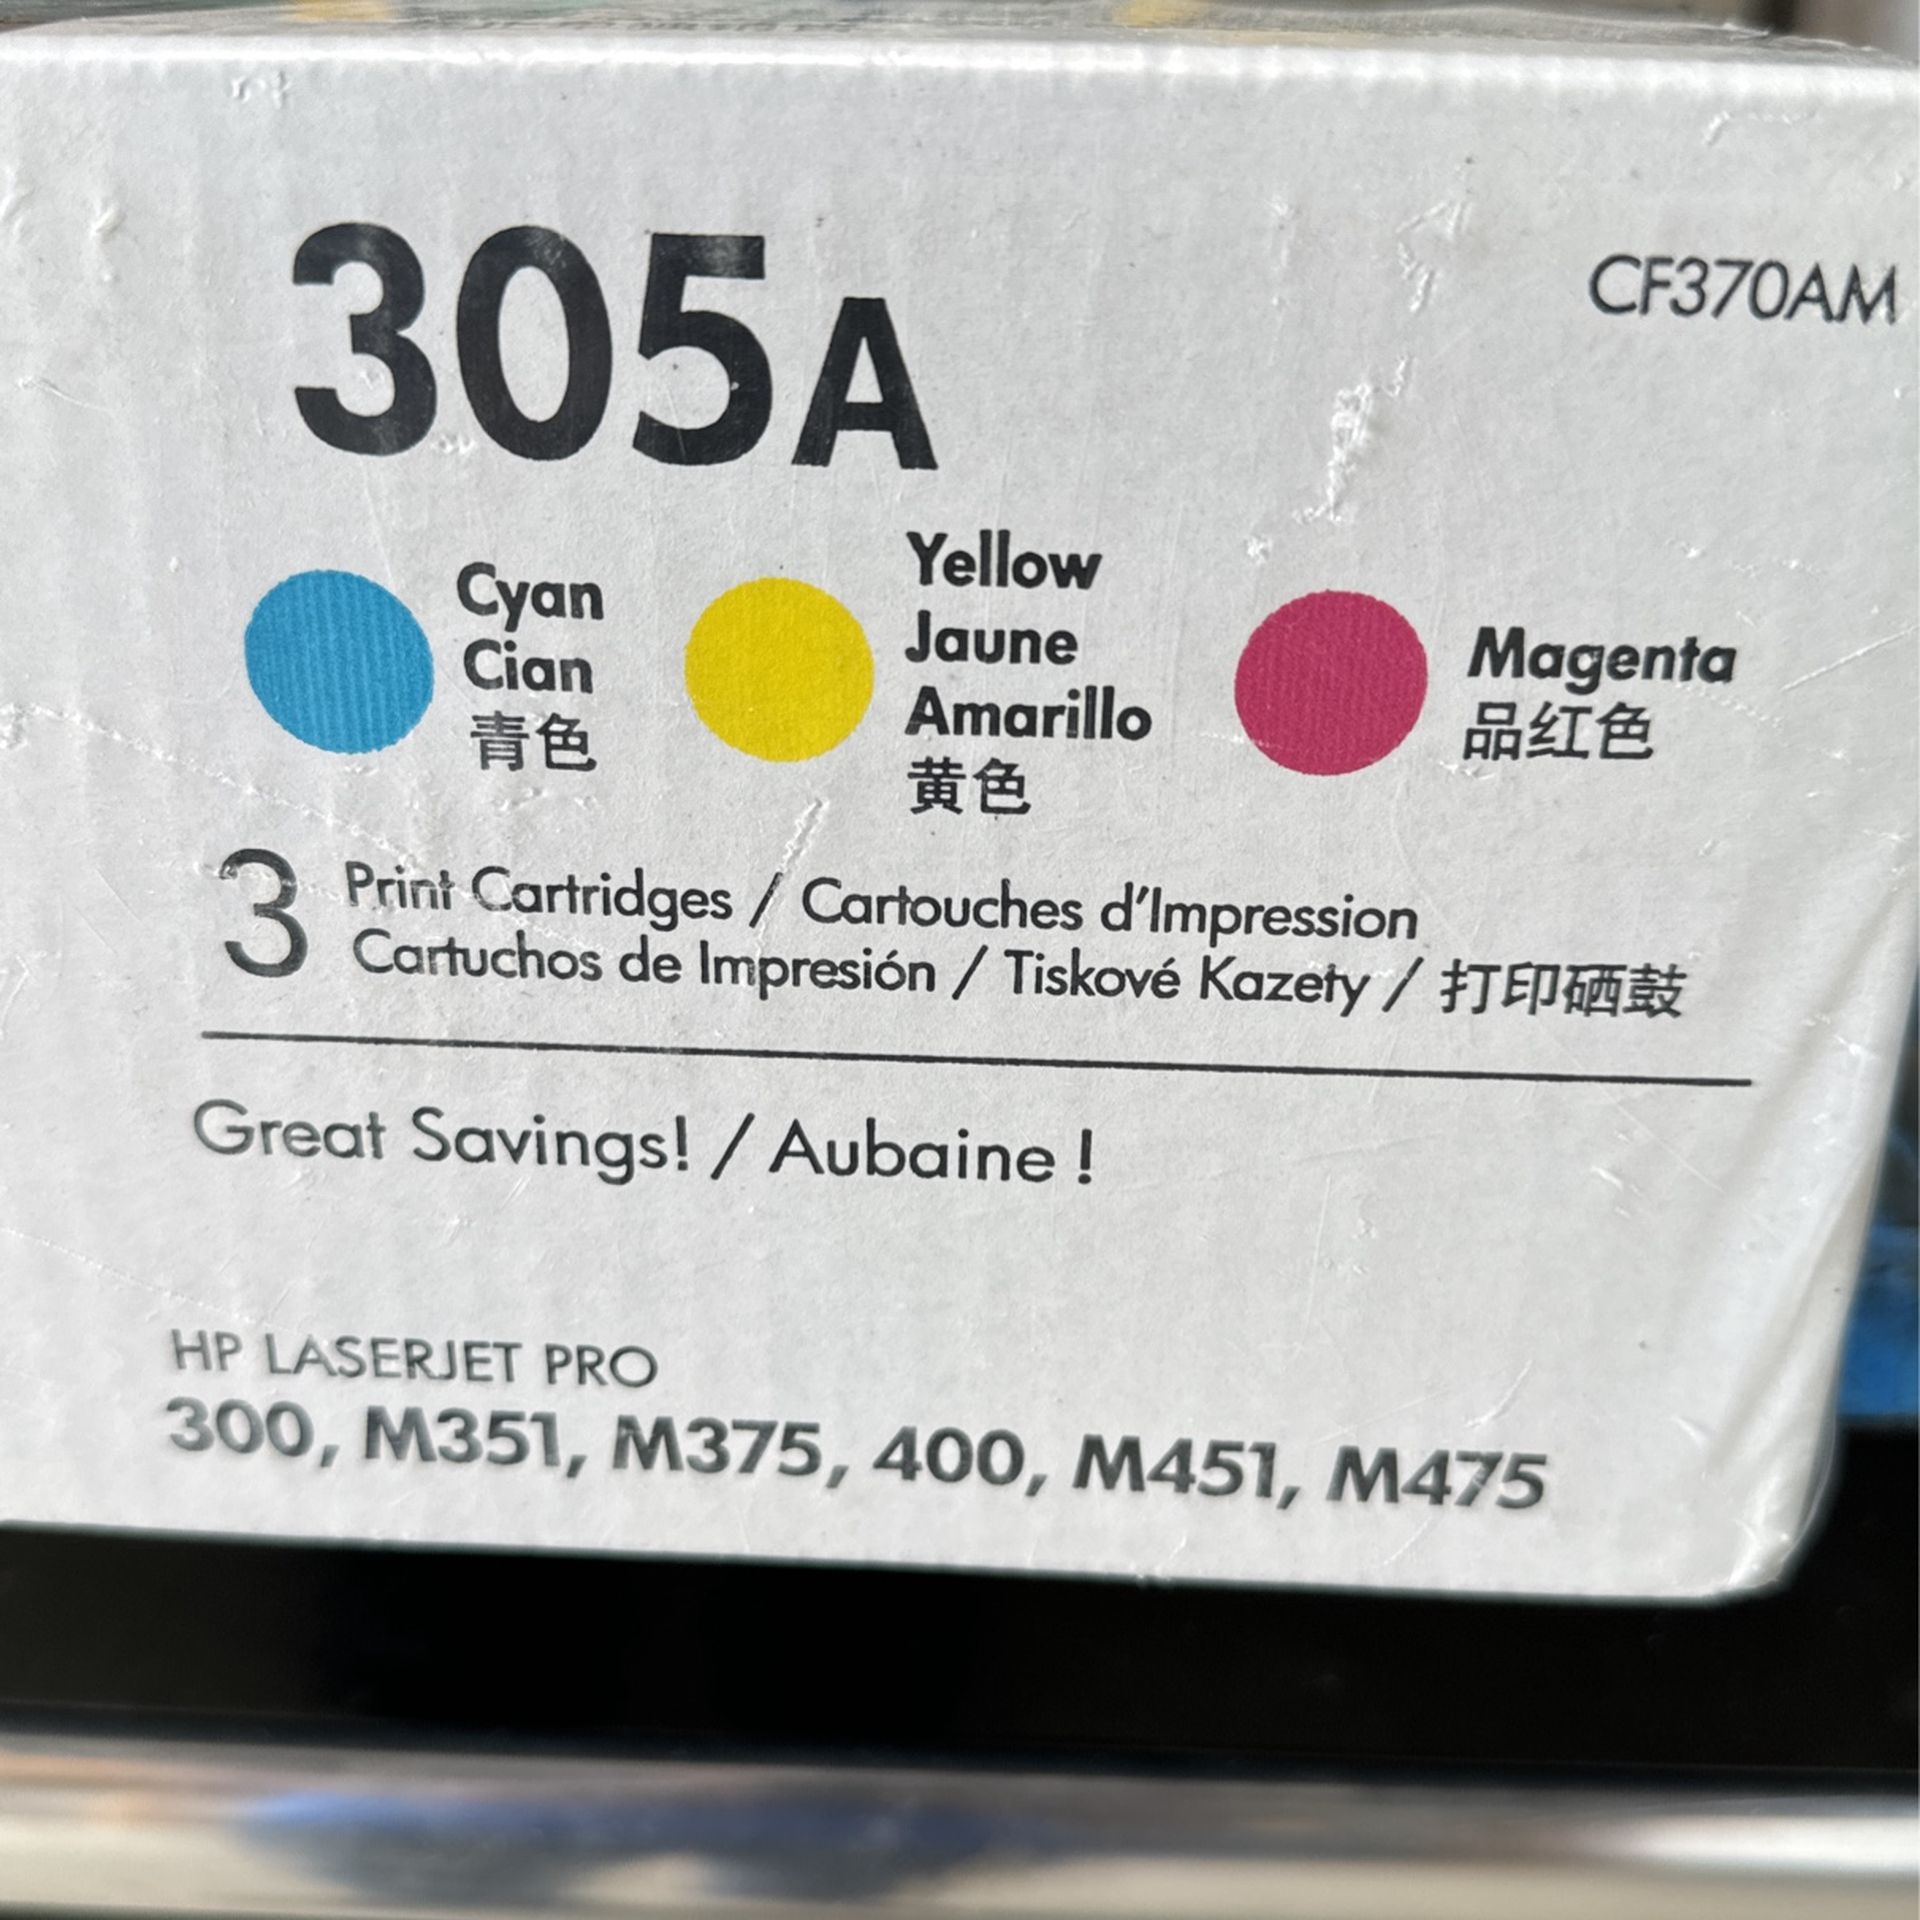 305A
CF370AM
Cyan
Cian
青色
Yellow
Jaune
Amarillo
黄色
Magenta
品红色
3 Print Cartridges / Cartouches d'Impression
Cartuchos de Impresión / Tiskové Kazety / 打印硒鼓
Great Savings! / Aubaine !
HP LASERJET PRO
300, M351, M375, 400, M451, M475